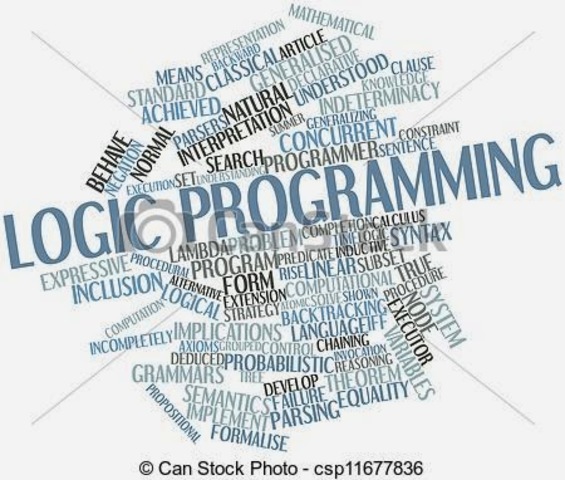 MATHEMATICAL
REPRESENTATION
BACKWARD
MEANS CLASSICAL ARTICLE
STANDARD GENERALISED
DECLARATIVE
ACHIEVED
UNDERSTOOD CLAUSE
KNOWLEDGE
PARSERS NATURAL
INDETERMINACY
INTERPRETATION
SUMMER
GENERALIZING
BEHAVE
NEGATION
NORMAL
CONCURRENT CONSTRAINT
SEARCH PROGRAMMER SENTENCE
EXECUTION SET UNDERSTANDING
LOGIC PROGRAMMING
COMPLETION CALCULUS
LAMBDA PROBLEM TIME LOGIC SYNTAX
EXPRESSIVE PROCEDURAL PROGRAM PREDICATE INDUCTIVE
INCLUSION ALTERNATIVE FORM RISE LINEAR SUBSET TRUE
LOGICAL EXTENSION COMPUTATIONAL PROCEDURE
STRATEGY ATOMIC SOLVE SHOWN
COMPUTATION
BACKTRACKING
NODE SYSTEM
IMPLICATIONS LANGUAGE IFF EXECUTOR
INCOMPLETELY AXIOMS GROUPED CONTROL CHAINING
VARIABLES
DEDUCED PROBABILISTIC INVOCATION
REASONING
GRAMMARS TREE DEVELOP THEOREM
PROPOSITIONAL
SEMANTICS FAILURE EQUALITY
IMPLEMENT PARSING
FORMALISE
© Can Stock Photo - csp11677836